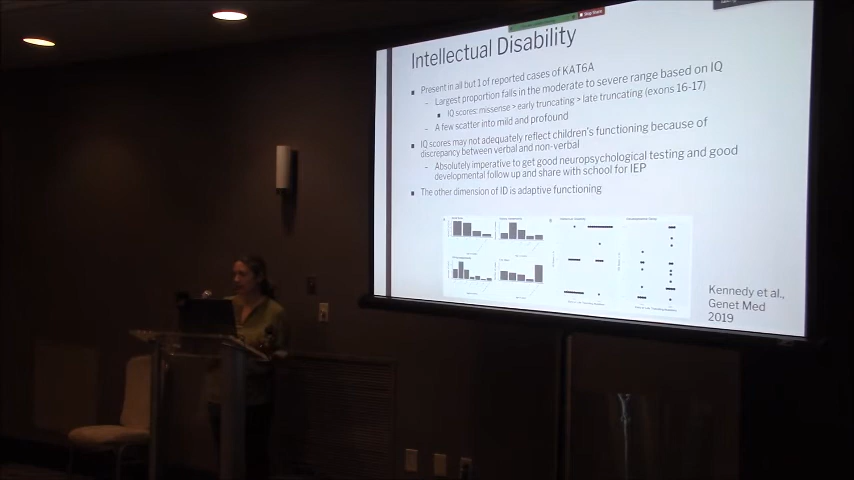 Stop Share
Intellectual Disability
Present in all but 1 of reported cases of KAT6A
Largest proportion falls in the moderate to severe range based on IQ
IQ scores: missense > early truncating > late truncating (exons 16-17)
A few scatter into mild and profound
IQ scores may not adequately reflect children's functioning because of
discrepancy between verbal and non-verbal
Absolutely imperative to get good neuropsychological testing and good
developmental follow up and share with school for IEP
The other dimension of ID is adaptive functioning
Kennedy et al.,
Genet Med
2019